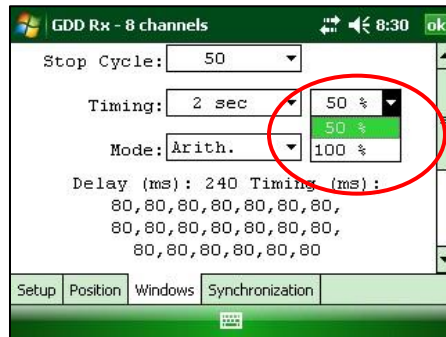 GDD Rx - 8 channels 8:30 ok
Stop Cycle: 50
Timing: 2 sec 50 %
50 %
Mode: Arith. 100 %
Delay (ms): 240 Timing (ms):
80,80,80,80,80,80,80,
80,80,80,80,80,80,80,
80,80,80,80,80,80
Setup Position Windows Synchronization